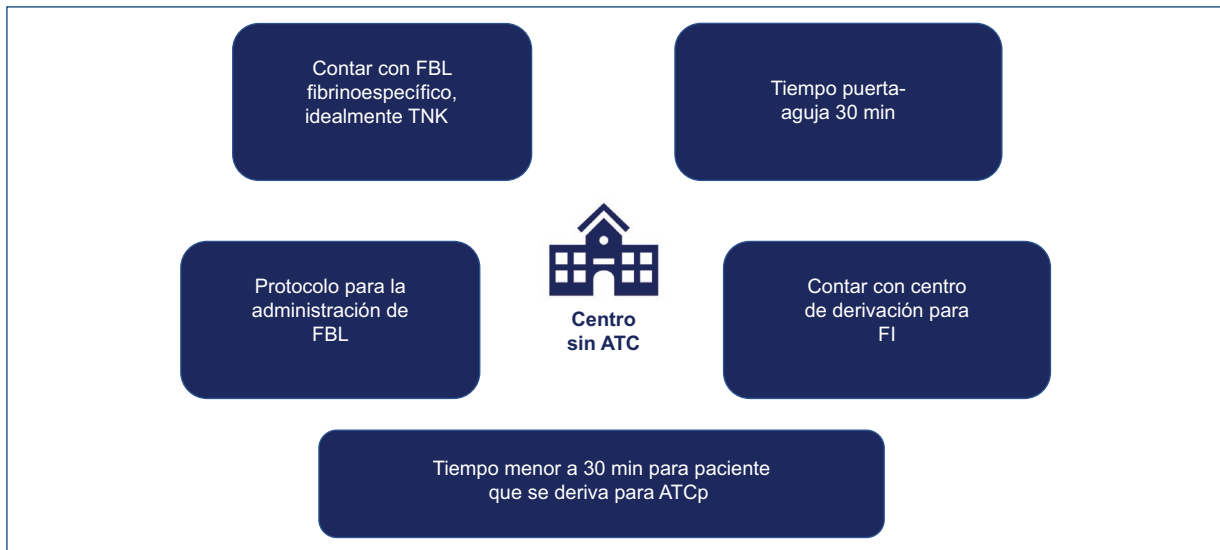 Contar con FBL
fibrinoespecífico,
idealmente TNK
Tiempo puerta-
aguja 30 min
Protocolo para la
administración de
FBL
Centro
sin ATC
Contar con centro
de derivación para
FI
Tiempo menor a 30 min para paciente
que se deriva para ATCp